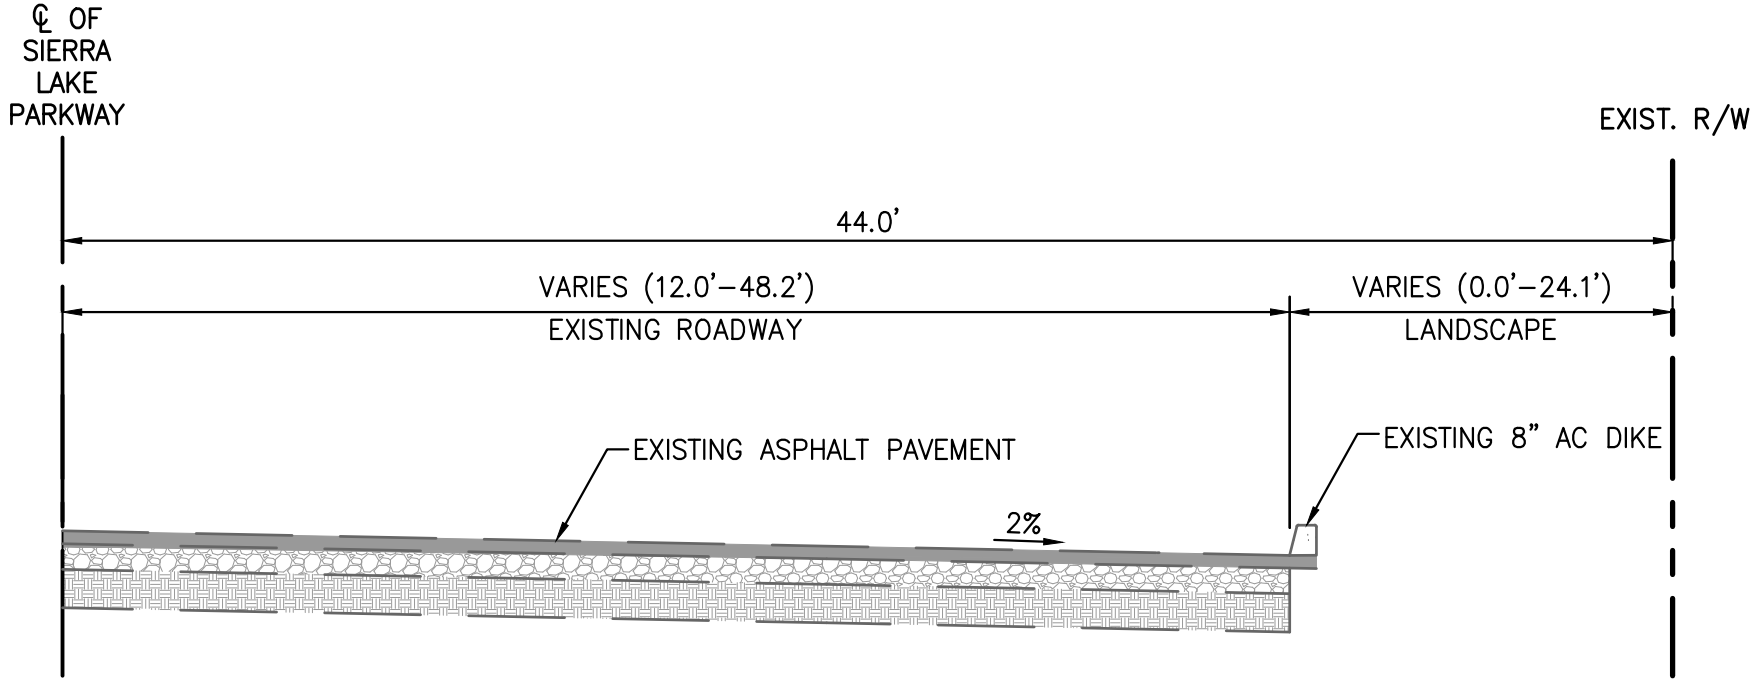 ℄ OF
SIERRA
LAKE
PARKWAY
EXIST. R/W
44.0'
VARIES (12.0'-48.2')
EXISTING ROADWAY
VARIES (0.0'-24.1')
LANDSCAPE
EXISTING ASPHALT PAVEMENT
EXISTING 8" AC DIKE
2%